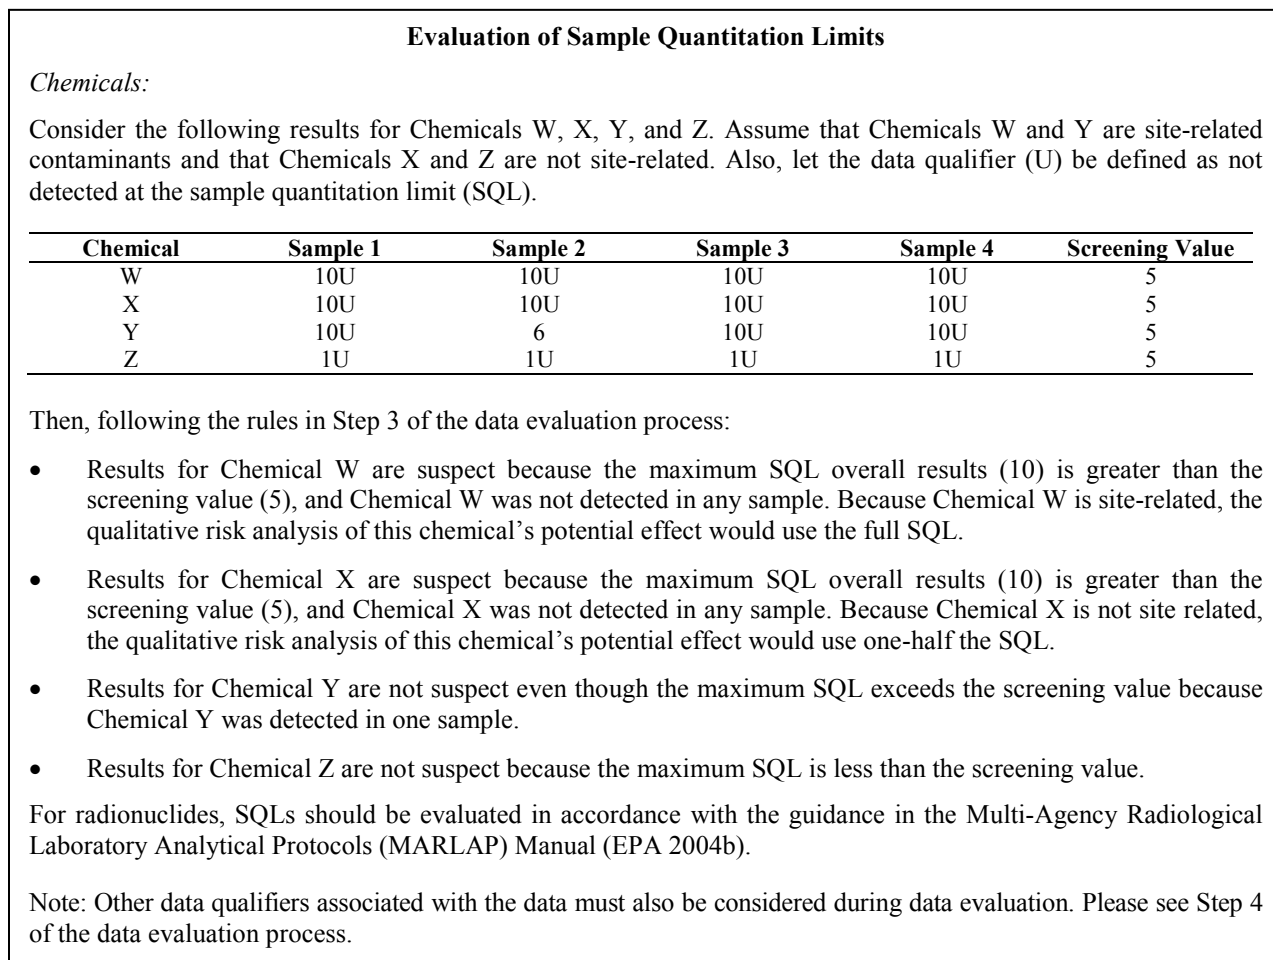 Evaluation of Sample Quantitation Limits
Chemicals:
Consider the following results for Chemicals W, X, Y, and Z. Assume that Chemicals W and Y are site-related
contaminants and that Chemicals X and Z are not site-related. Also, let the data qualifier (U) be defined as not
detected at the sample quantitation limit (SQL).
Chemical Sample 1 Sample 2 Sample 3 Sample 4 Screening Value
W 10U 10U 10U 10U 5
X 10U 10U 10U 10U 5
Y 10U 6 10U 10U 5
Z 1U 1U 1U 1U 5
Then, following the rules in Step 3 of the data evaluation process:
• Results for Chemical W are suspect because the maximum SQL overall results (10) is greater than the
screening value (5), and Chemical W was not detected in any sample. Because Chemical W is site-related, the
qualitative risk analysis of this chemical’s potential effect would use the full SQL.
• Results for Chemical X are suspect because the maximum SQL overall results (10) is greater than the
screening value (5), and Chemical X was not detected in any sample. Because Chemical X is not site related,
the qualitative risk analysis of this chemical’s potential effect would use one-half the SQL.
• Results for Chemical Y are not suspect even though the maximum SQL exceeds the screening value because
Chemical Y was detected in one sample.
• Results for Chemical Z are not suspect because the maximum SQL is less than the screening value.
For radionuclides, SQLs should be evaluated in accordance with the guidance in the Multi-Agency Radiological
Laboratory Analytical Protocols (MARLAP) Manual (EPA 2004b).
Note: Other data qualifiers associated with the data must also be considered during data evaluation. Please see Step 4
of the data evaluation process.